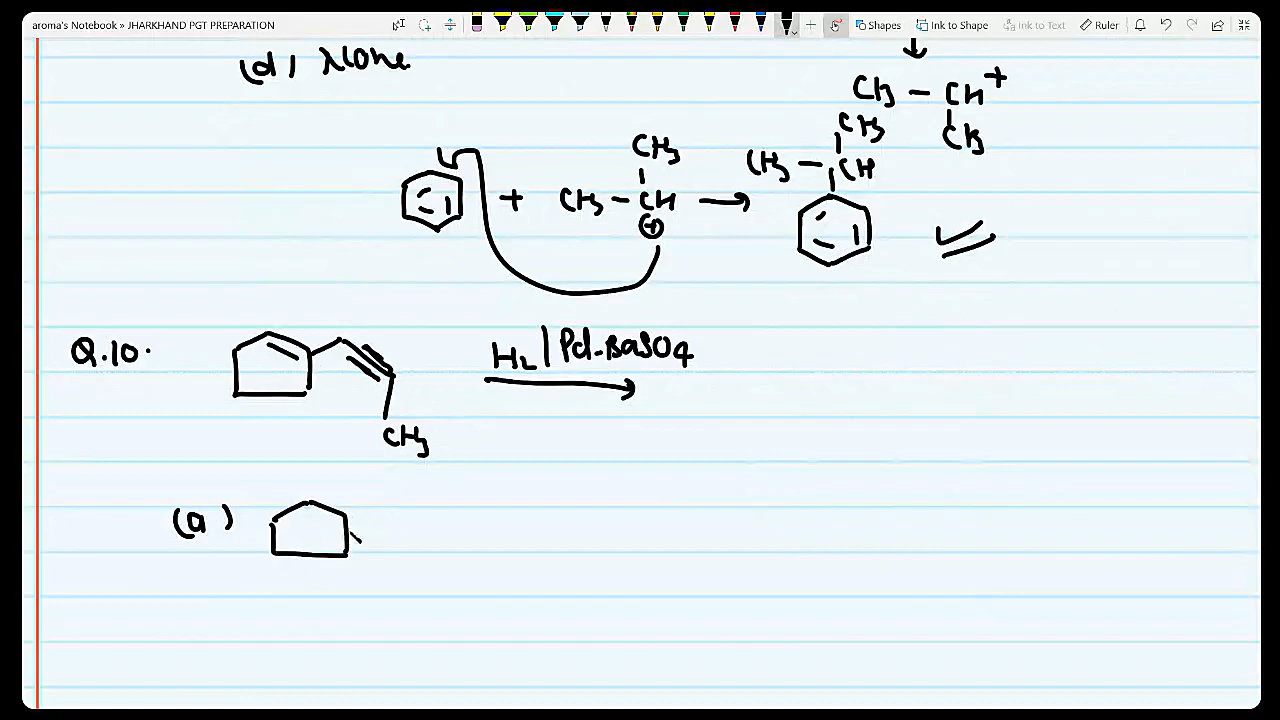 aroma's Notebook » JHARKHAND PGT PREPARATION Shapes Ink to Shape Ink to Text Ruler
(d) None
CH3 - CH+
CH3
CH3
CH3 - CH
+ CH3 - CH →
CH3
+
Q.10. H2 | Pd-BaSO4
CH3
(a)